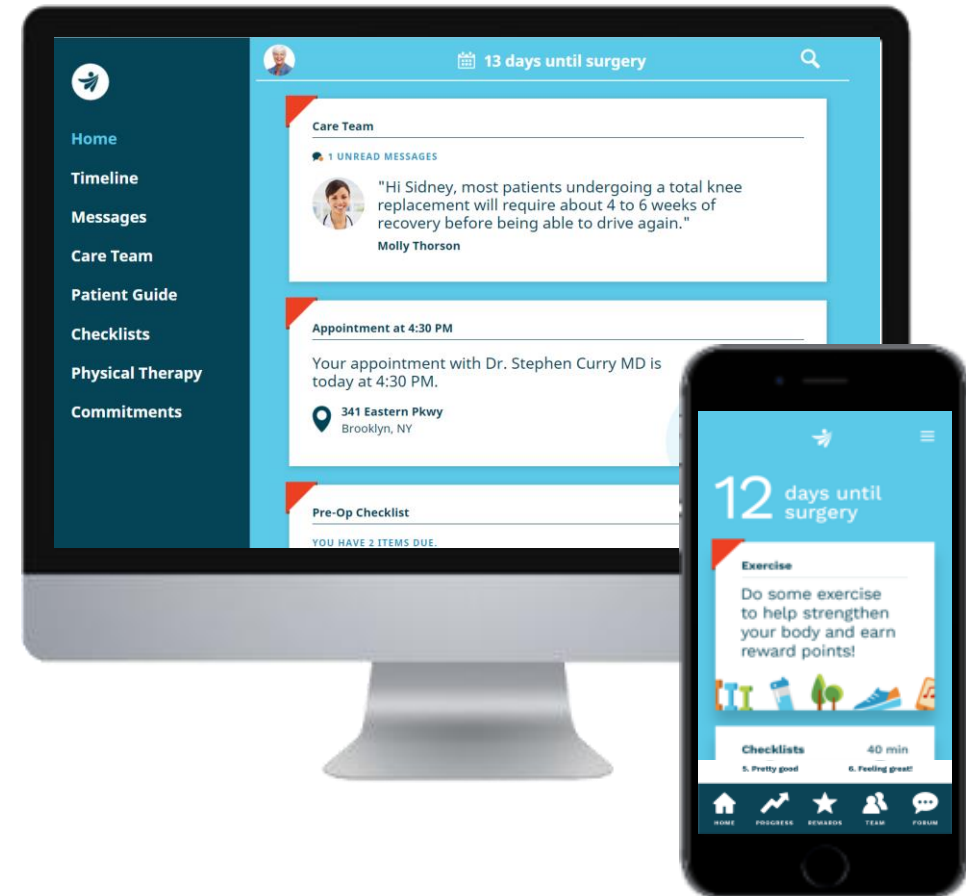 13 days until surgery
Home
Timeline
Messages
Care Team
Patient Guide
Checklists
Physical Therapy
Commitments
Care Team
1 UNREAD MESSAGES
"Hi Sidney, most patients undergoing a total knee
replacement will require about 4 to 6 weeks of
recovery before being able to drive again."
Molly Thorson
Appointment at 4:30 PM
Your appointment with Dr. Stephen Curry MD is
today at 4:30 PM.
341 Eastern Pkwy
Brooklyn, NY
Pre-Op Checklist
YOU HAVE 2 ITEMS DUE.
12 days until
surgery
Exercise
Do some exercise
to help strengthen
your body and earn
reward points!
Checklists 40 min
5. Pretty good 6. Feeling great!
HOME PROGRESS REWARDS TEAM FORUM